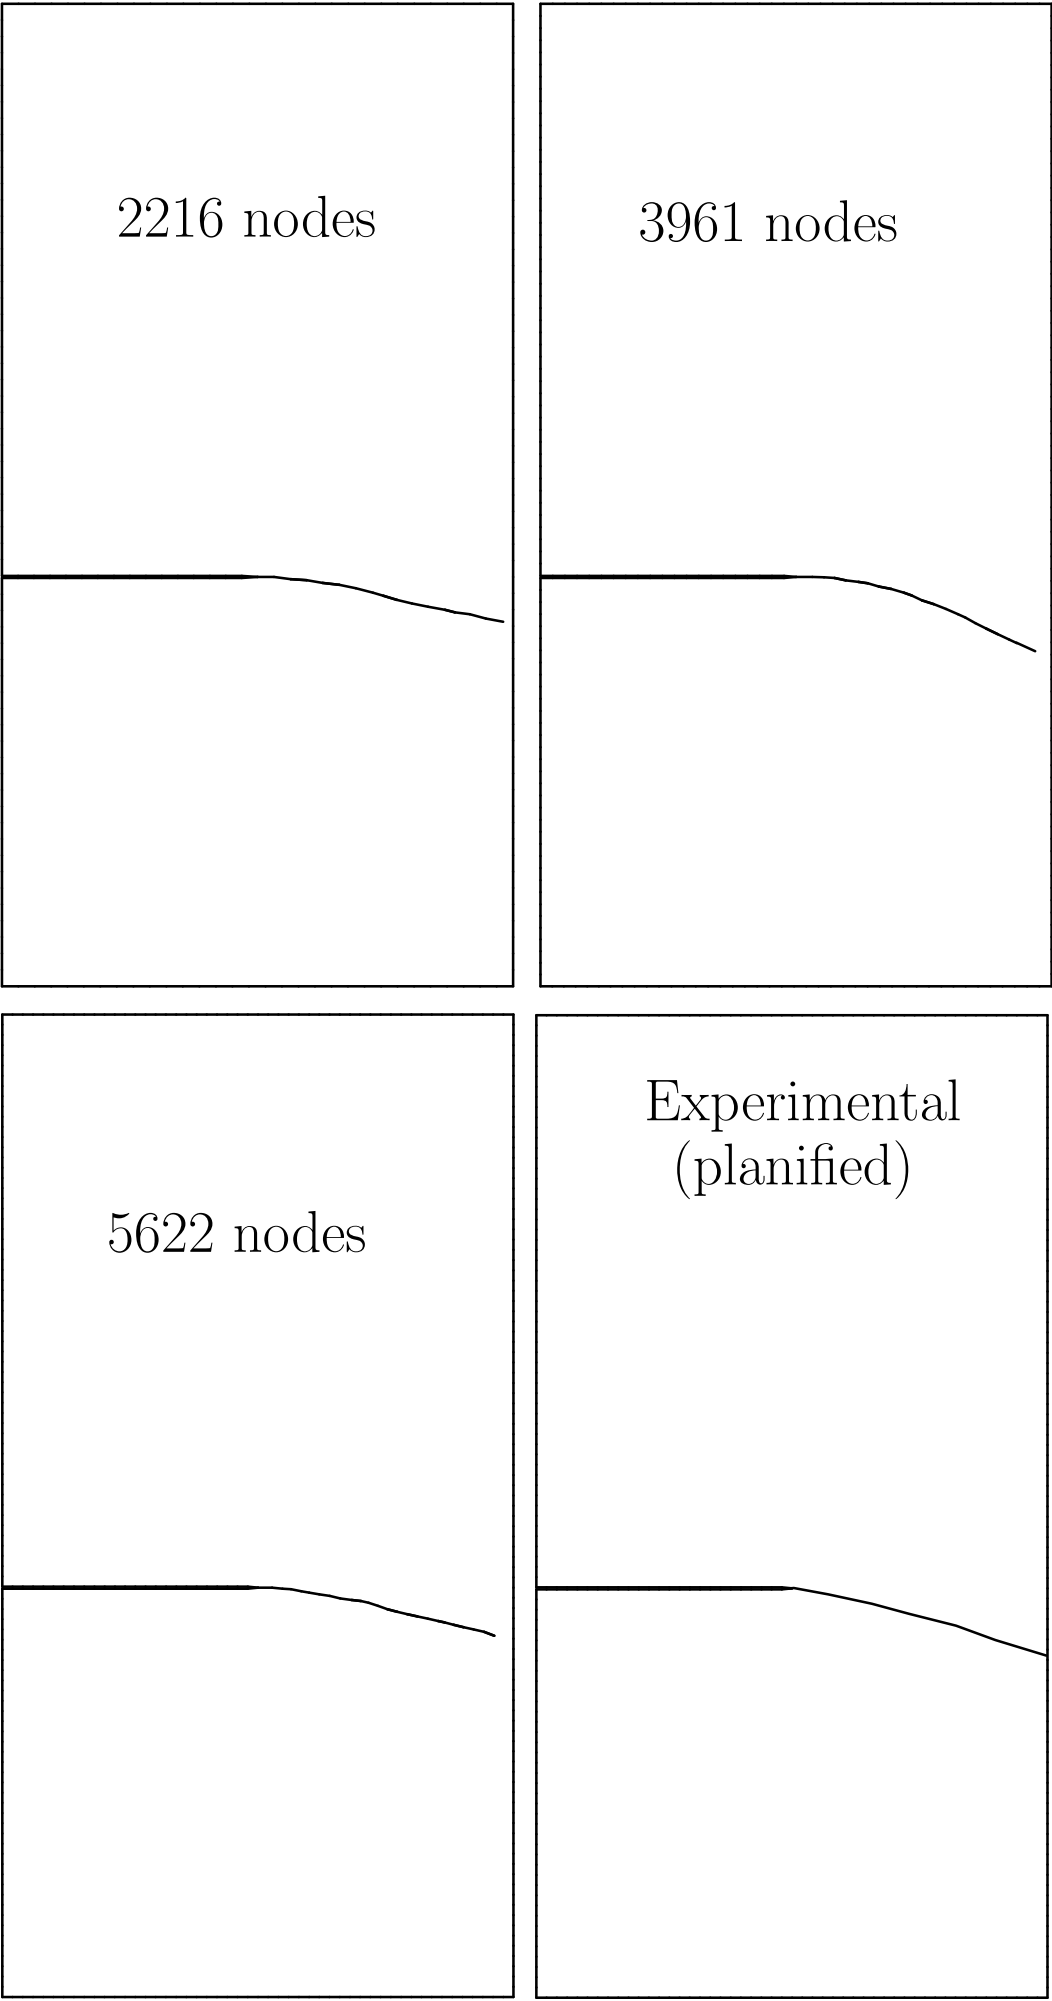 2216 nodes
3961 nodes
5622 nodes
Experimental
(planified)